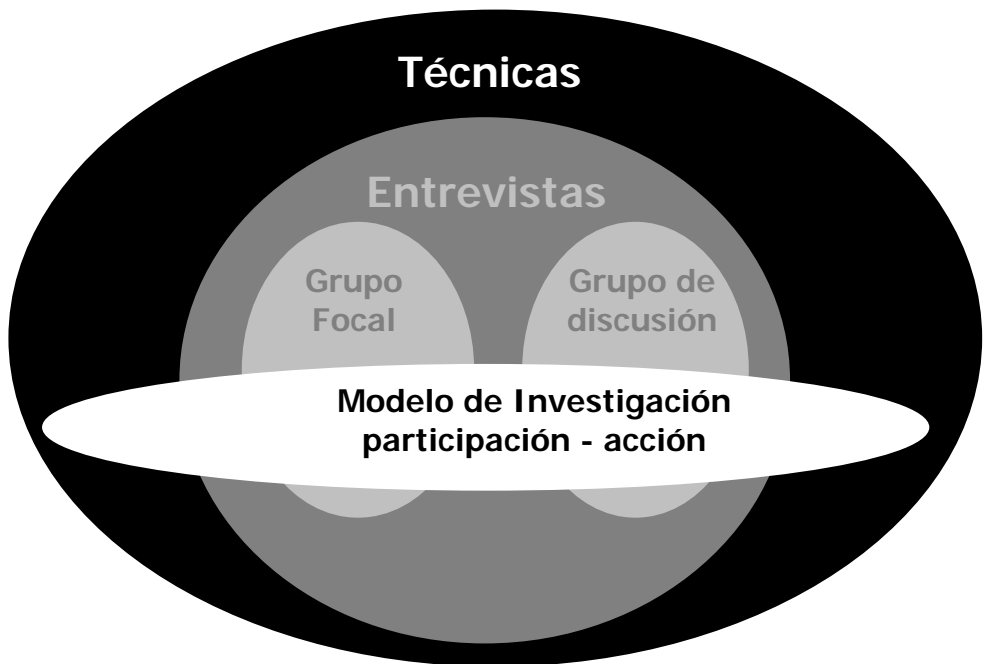 Técnicas
Entrevistas
Grupo
Focal
Grupo de
discusión
Modelo de Investigación
participación - acción